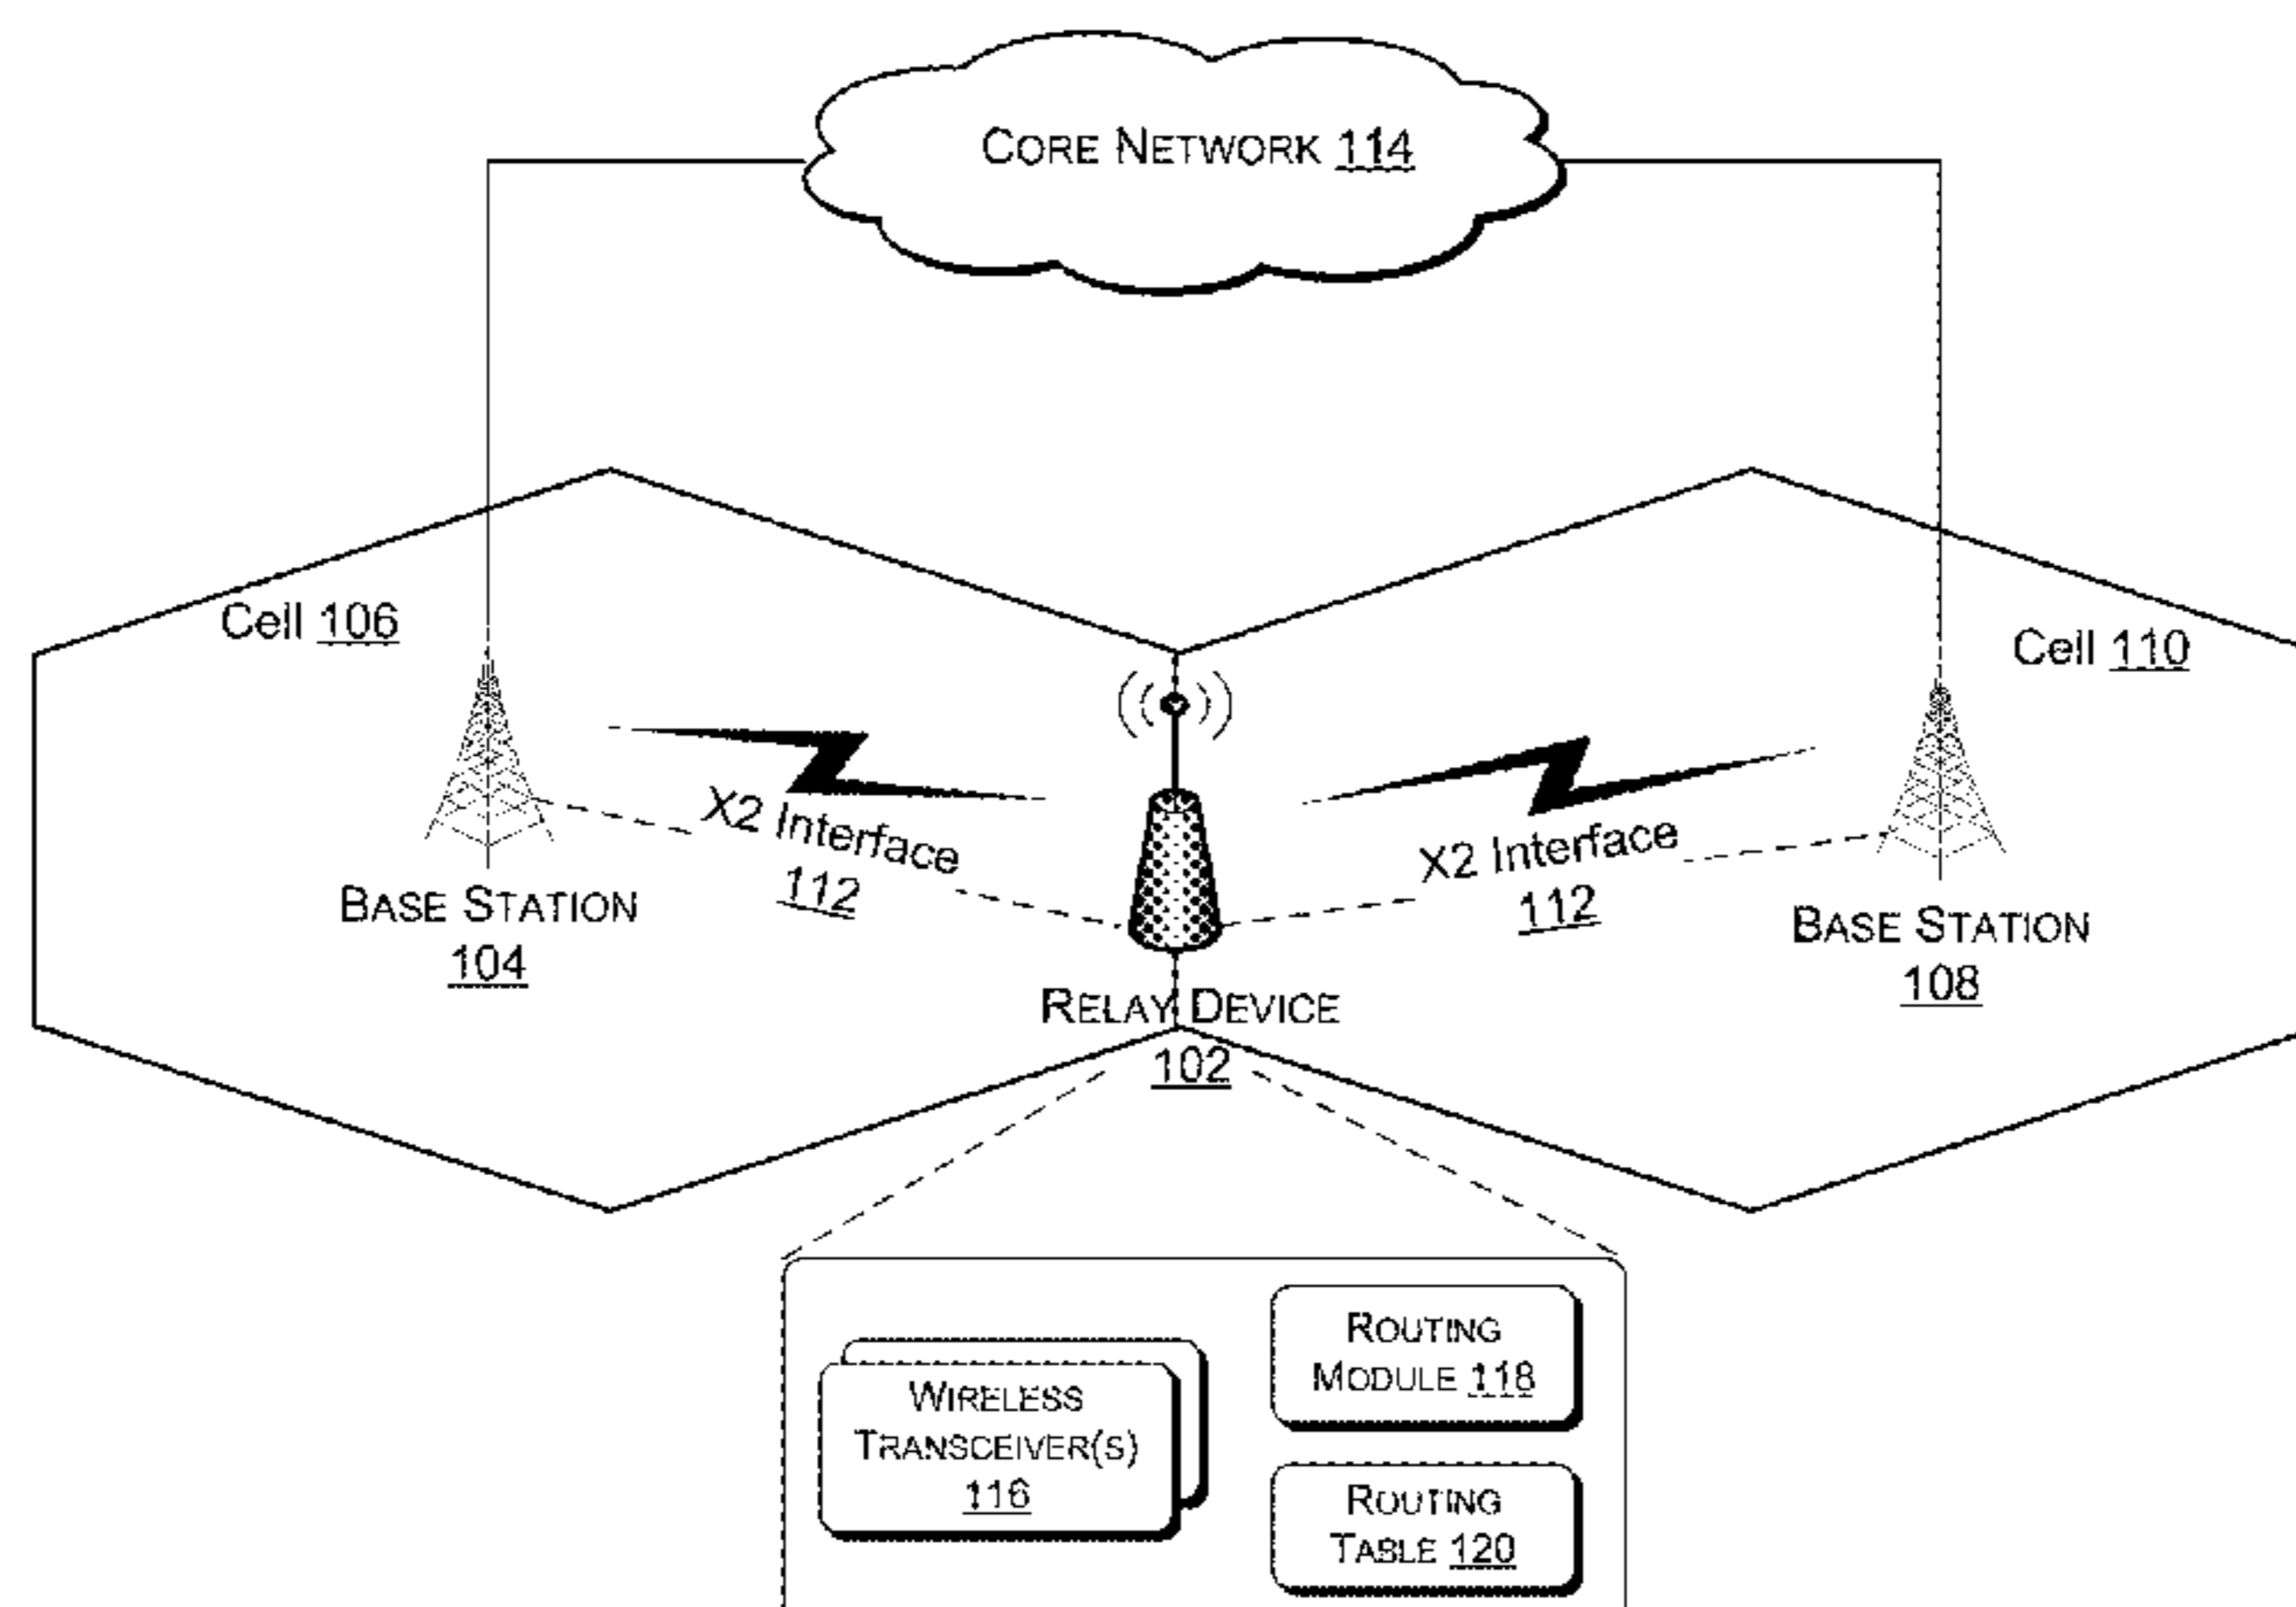 CORE NETWORK 114
Cell 106
Cell 110
X2 Interface
112
X2 Interface
112
BASE STATION
104
BASE STATION
108
RELAY DEVICE
102
WIRELESS
TRANSCEIVER(S)
116
ROUTING
MODULE 118
ROUTING
TABLE 120